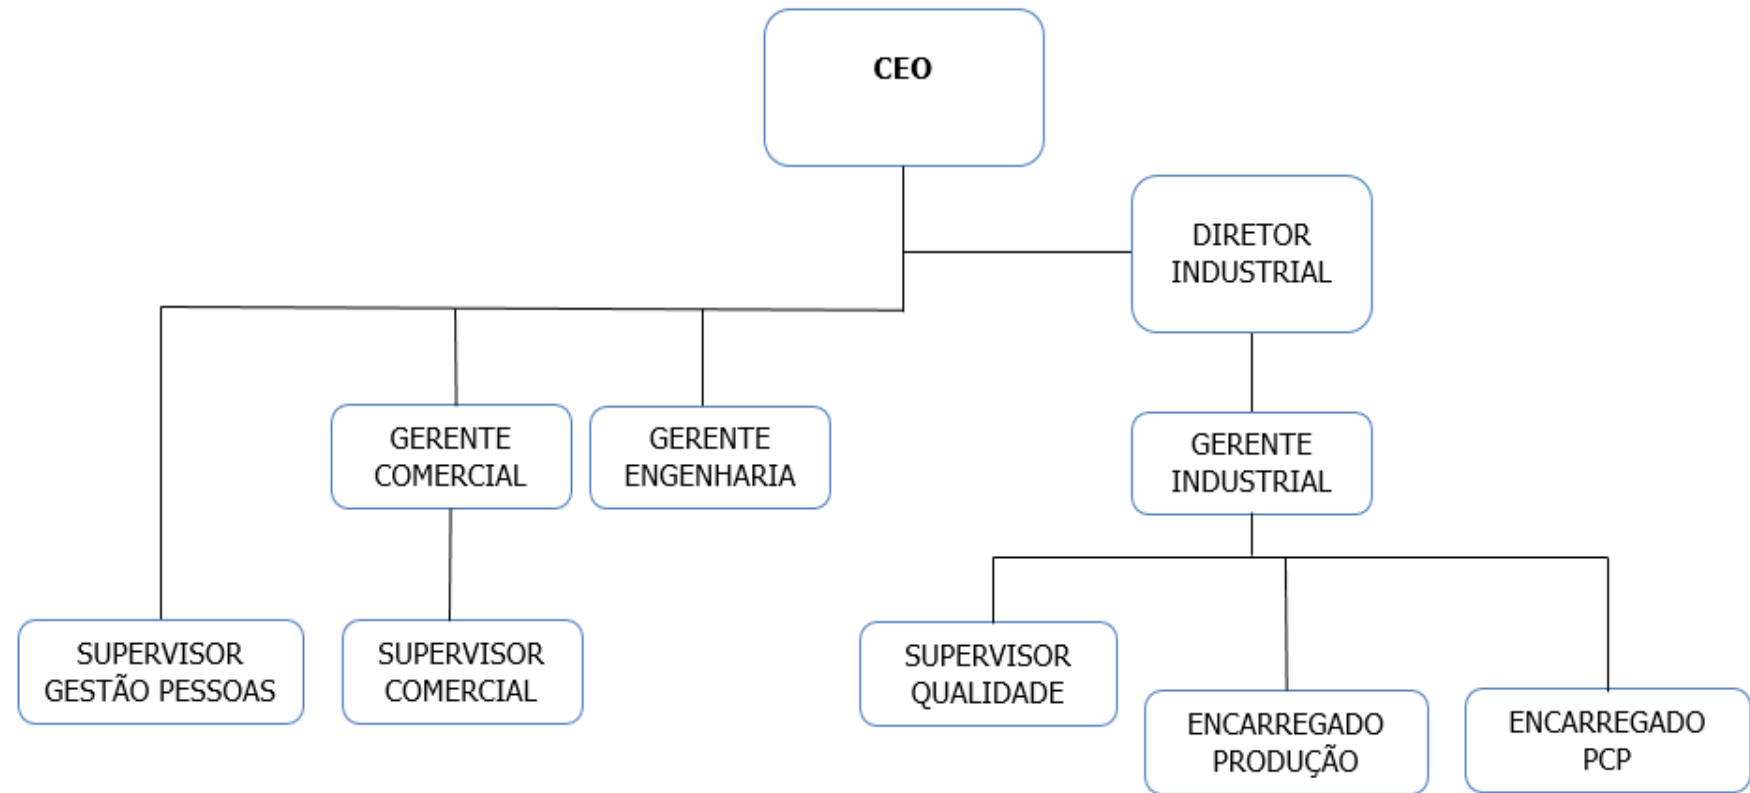 CEO
DIRETOR
INDUSTRIAL
GERENTE
COMERCIAL
GERENTE
ENGENHARIA
GERENTE
INDUSTRIAL
SUPERVISOR
GESTÃO PESSOAS
SUPERVISOR
COMERCIAL
SUPERVISOR
QUALIDADE
ENCARREGADO
PRODUÇÃO
ENCARREGADO
PCP